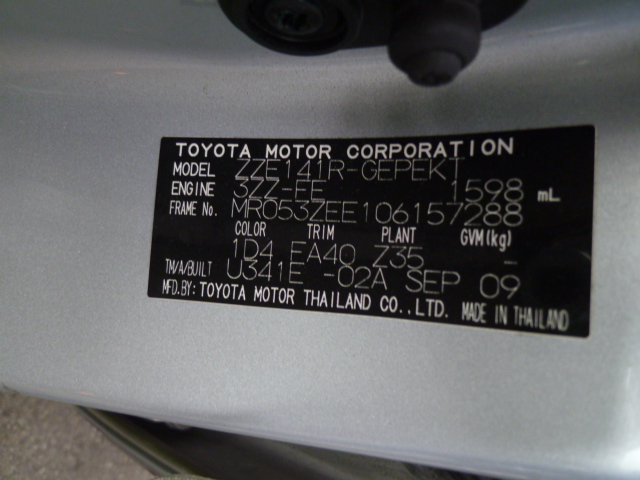 TOYOTA MOTOR CORPORATION
MODEL ZZE141R-GEPEKT
ENGINE 3ZZ-FE 1598 mL
FRAME No. MR053ZEE106157288
COLOR TRIM PLANT GVM(kg)
1D4 FA40 Z35 -
TM/A/BUILT U341E -02A SEP 09
MFD.BY: TOYOTA MOTOR THAILAND CO.,LTD. MADE IN THAILAND